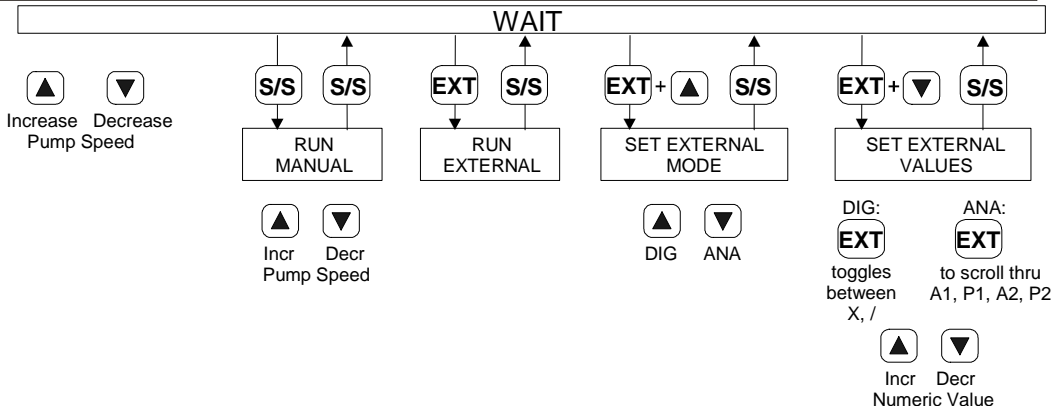 WAIT
S/S S/S EXT S/S EXT + ▲ S/S EXT + ▼ S/S
▲ ▼
Increase Decrease
Pump Speed
RUN
MANUAL
RUN
EXTERNAL
SET EXTERNAL
MODE
SET EXTERNAL
VALUES
▲ ▼
Incr Decr
Pump Speed
▲ ▼
DIG ANA
DIG:
EXT
toggles
between
X, /
ANA:
EXT
to scroll thru
A1, P1, A2, P2
▲ ▼
Incr Decr
Numeric Value